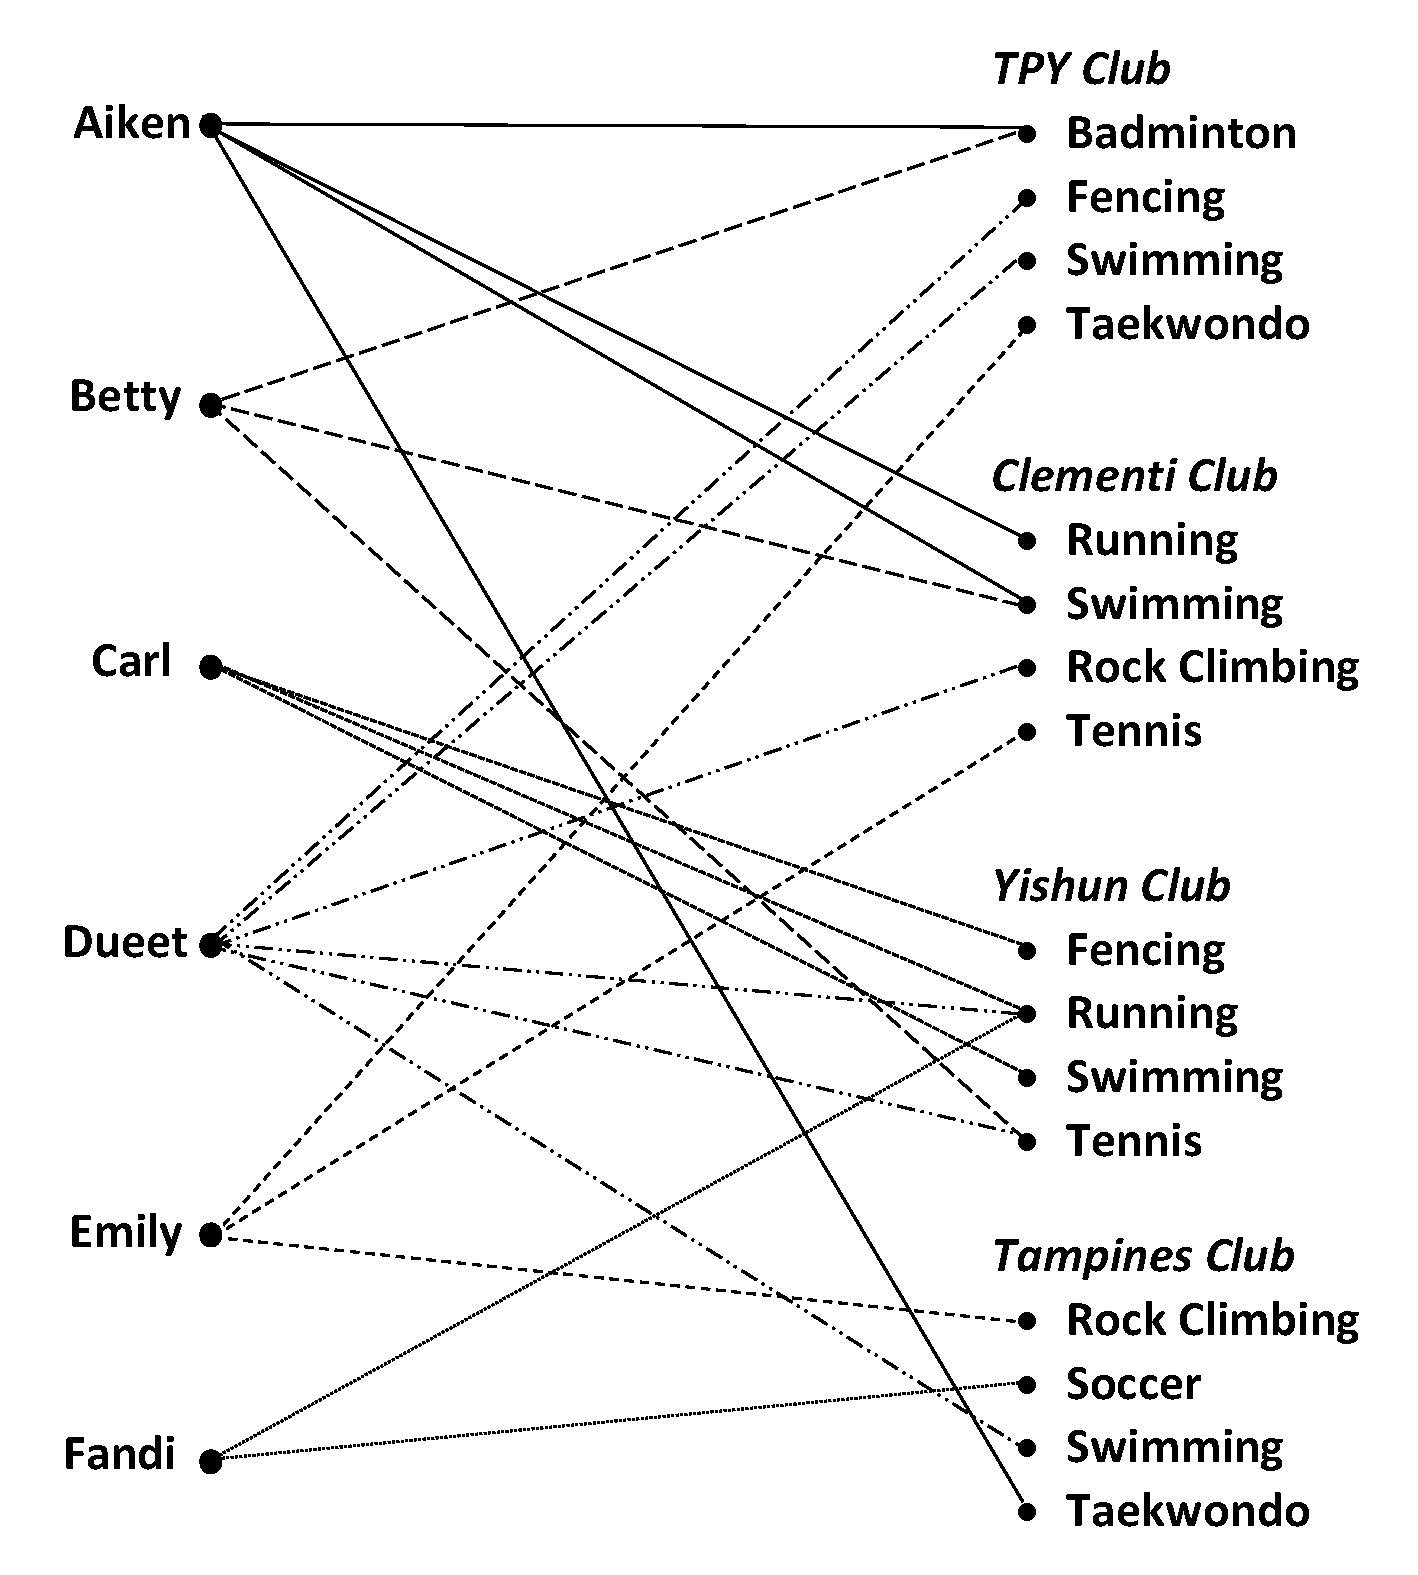 Aiken
Betty
Carl
Dueet
Emily
Fandi
TPY Club
Badminton
Fencing
Swimming
Taekwondo
Clementi Club
Running
Swimming
Rock Climbing
Tennis
Yishun Club
Fencing
Running
Swimming
Tennis
Tampines Club
Rock Climbing
Soccer
Swimming
Taekwondo